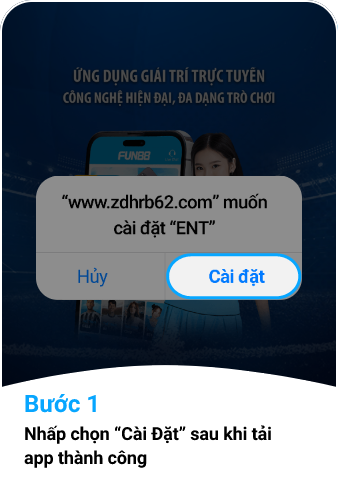 ỨNG DỤNG GIẢI TRÍ TRỰC TUYẾN
CÔNG NGHỆ HIỆN ĐẠI, ĐA DẠNG TRÒ CHƠI
FUN88
“www.zdhrb62.com” muốn
cài đặt “ENT”
Hủy
Cài đặt
Bước 1
Nhấp chọn “Cài Đặt” sau khi tải
app thành công